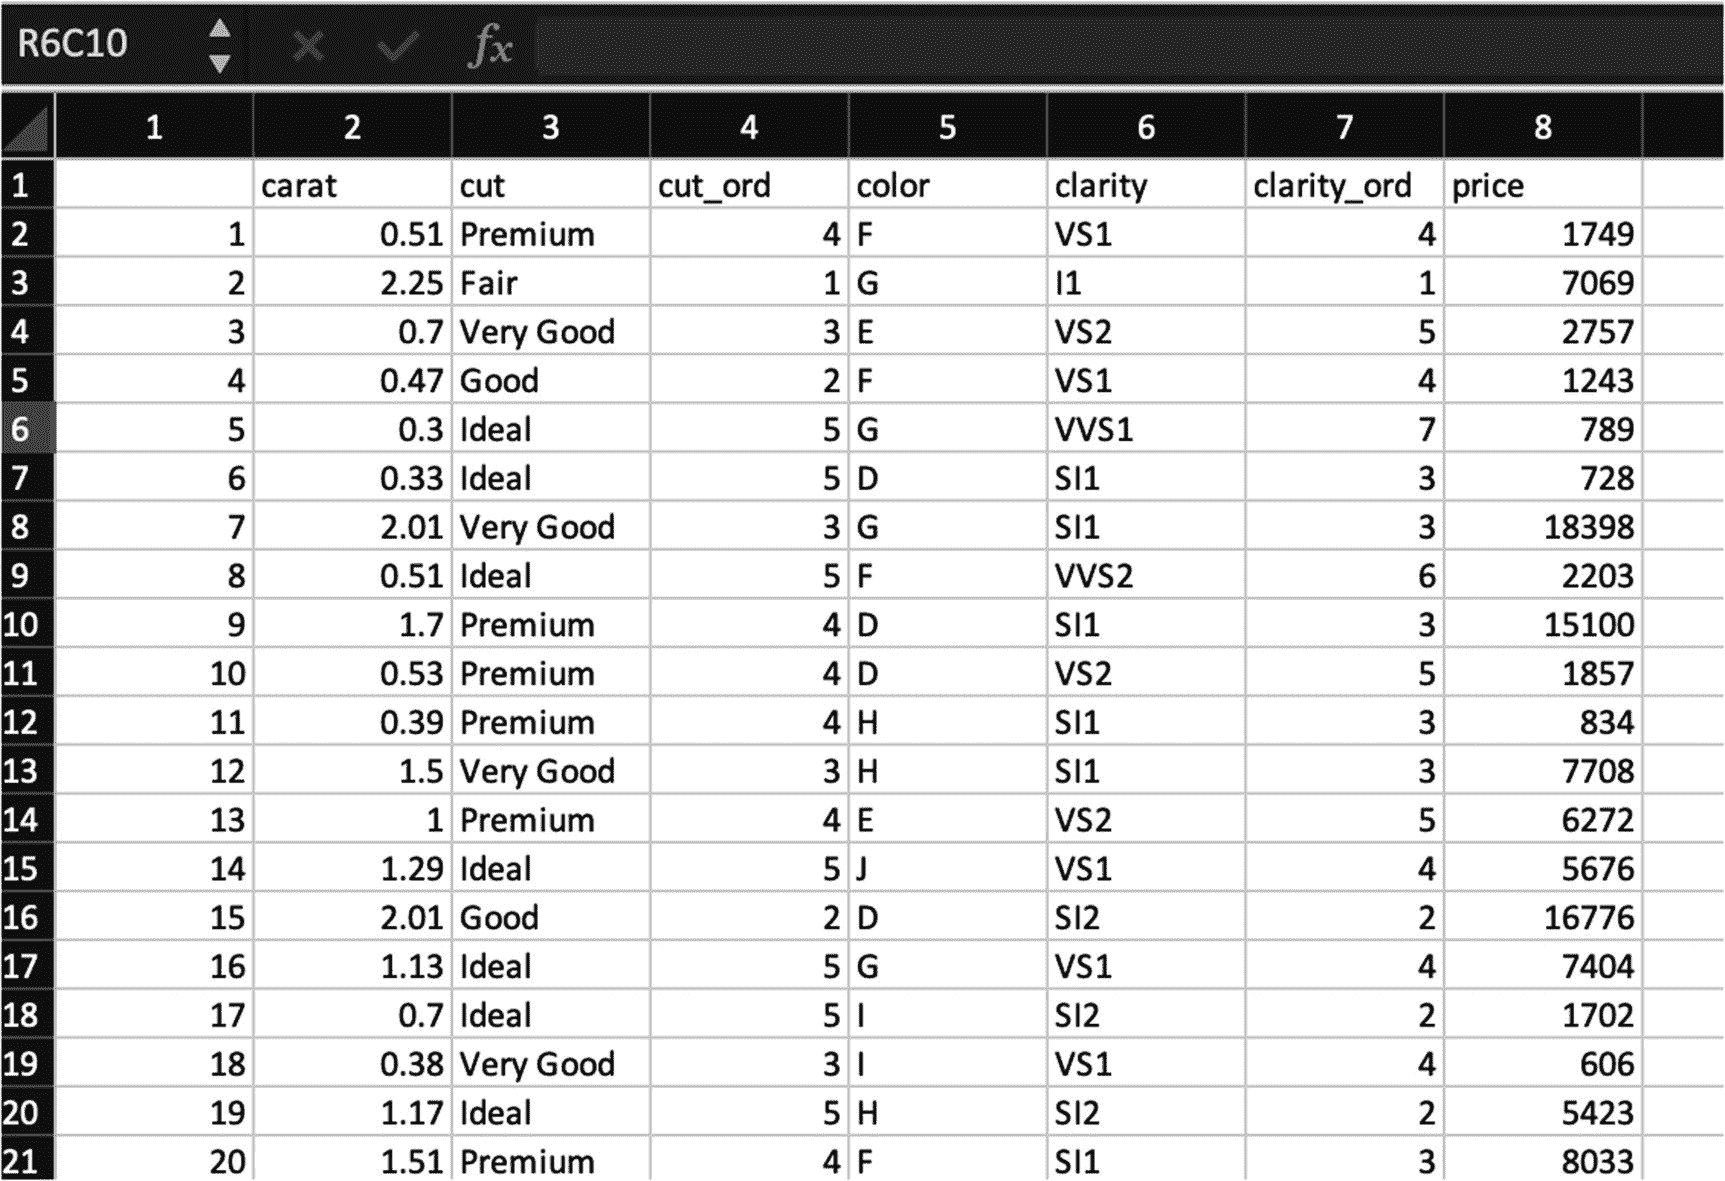 R6C10 fx
1 2 3 4 5 6 7 8
1 carat cut cut_ord color clarity clarity_ord price
2 1 0.51 Premium 4 F VS1 4 1749
3 2 2.25 Fair 1 G I1 1 7069
4 3 0.7 Very Good 3 E VS2 5 2757
5 4 0.47 Good 2 F VS1 4 1243
6 5 0.3 Ideal 5 G VVS1 7 789
7 6 0.33 Ideal 5 D SI1 3 728
8 7 2.01 Very Good 3 G SI1 3 18398
9 8 0.51 Ideal 5 F VVS2 6 2203
10 9 1.7 Premium 4 D SI1 3 15100
11 10 0.53 Premium 4 D VS2 5 1857
12 11 0.39 Premium 4 H SI1 3 834
13 12 1.5 Very Good 3 H SI1 3 7708
14 13 1 Premium 4 E VS2 5 6272
15 14 1.29 Ideal 5 J VS1 4 5676
16 15 2.01 Good 2 D SI2 2 16776
17 16 1.13 Ideal 5 G VS1 4 7404
18 17 0.7 Ideal 5 I SI2 2 1702
19 18 0.38 Very Good 3 I VS1 4 606
20 19 1.17 Ideal 5 H SI2 2 5423
21 20 1.51 Premium 4 F SI1 3 8033